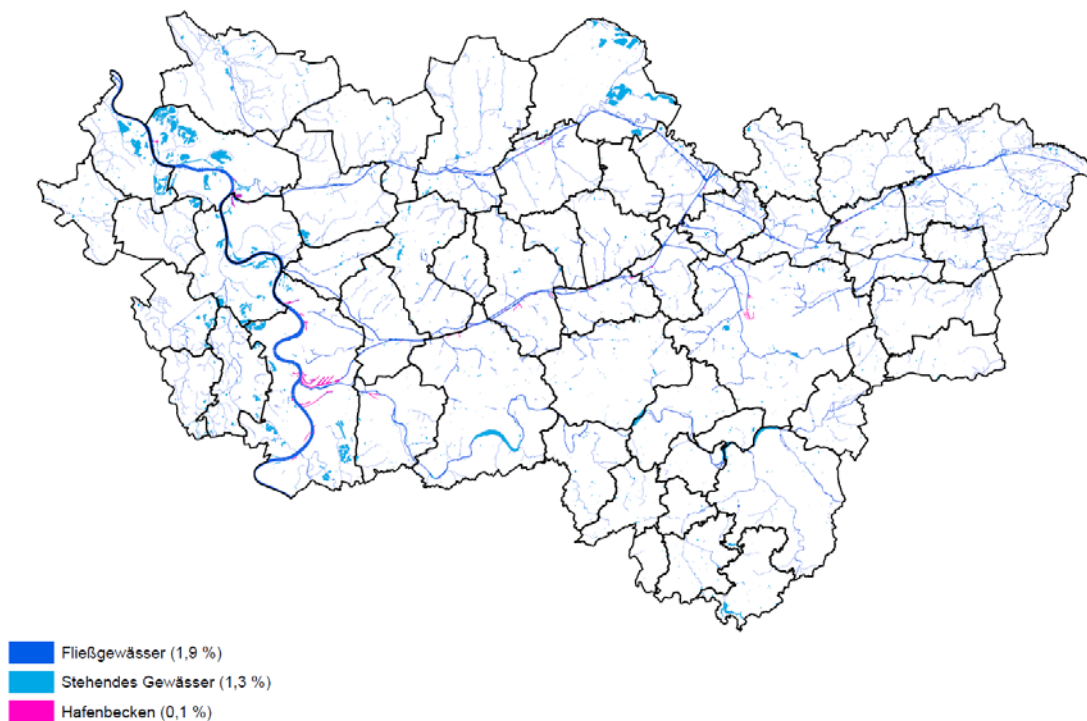 Fließgewässer (1,9 %)
Stehendes Gewässer (1,3 %)
Hafenbecken (0,1 %)